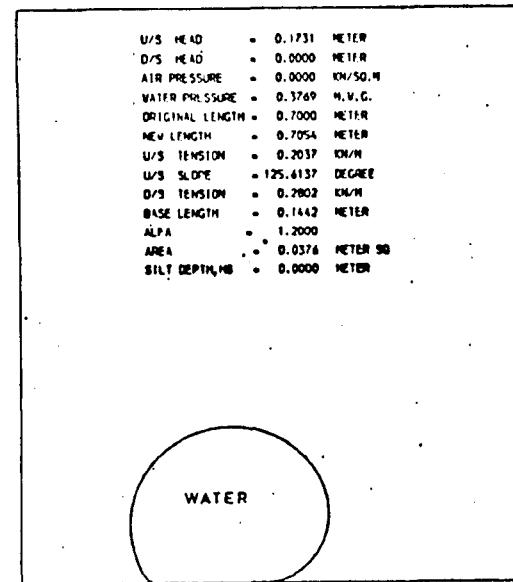 U/S HEAD = 0.1731 METER
D/S HEAD = 0.0000 METER
AIR PRESSURE = 0.0000 KN/SQ.M
WATER PRESSURE = 0.3769 M.W.G.
ORIGINAL LENGTH = 0.7000 METER
NEW LENGTH = 0.7054 METER
U/S TENSION = 0.2037 KN/M
U/S SLOPE = 125.6137 DEGREE
D/S TENSION = 0.2802 KN/M
BASE LENGTH = 0.1442 METER
ALFA = 1.2000
AREA = 0.0376 METER SQ
SILT DEPTH,HS = 0.0000 METER
WATER